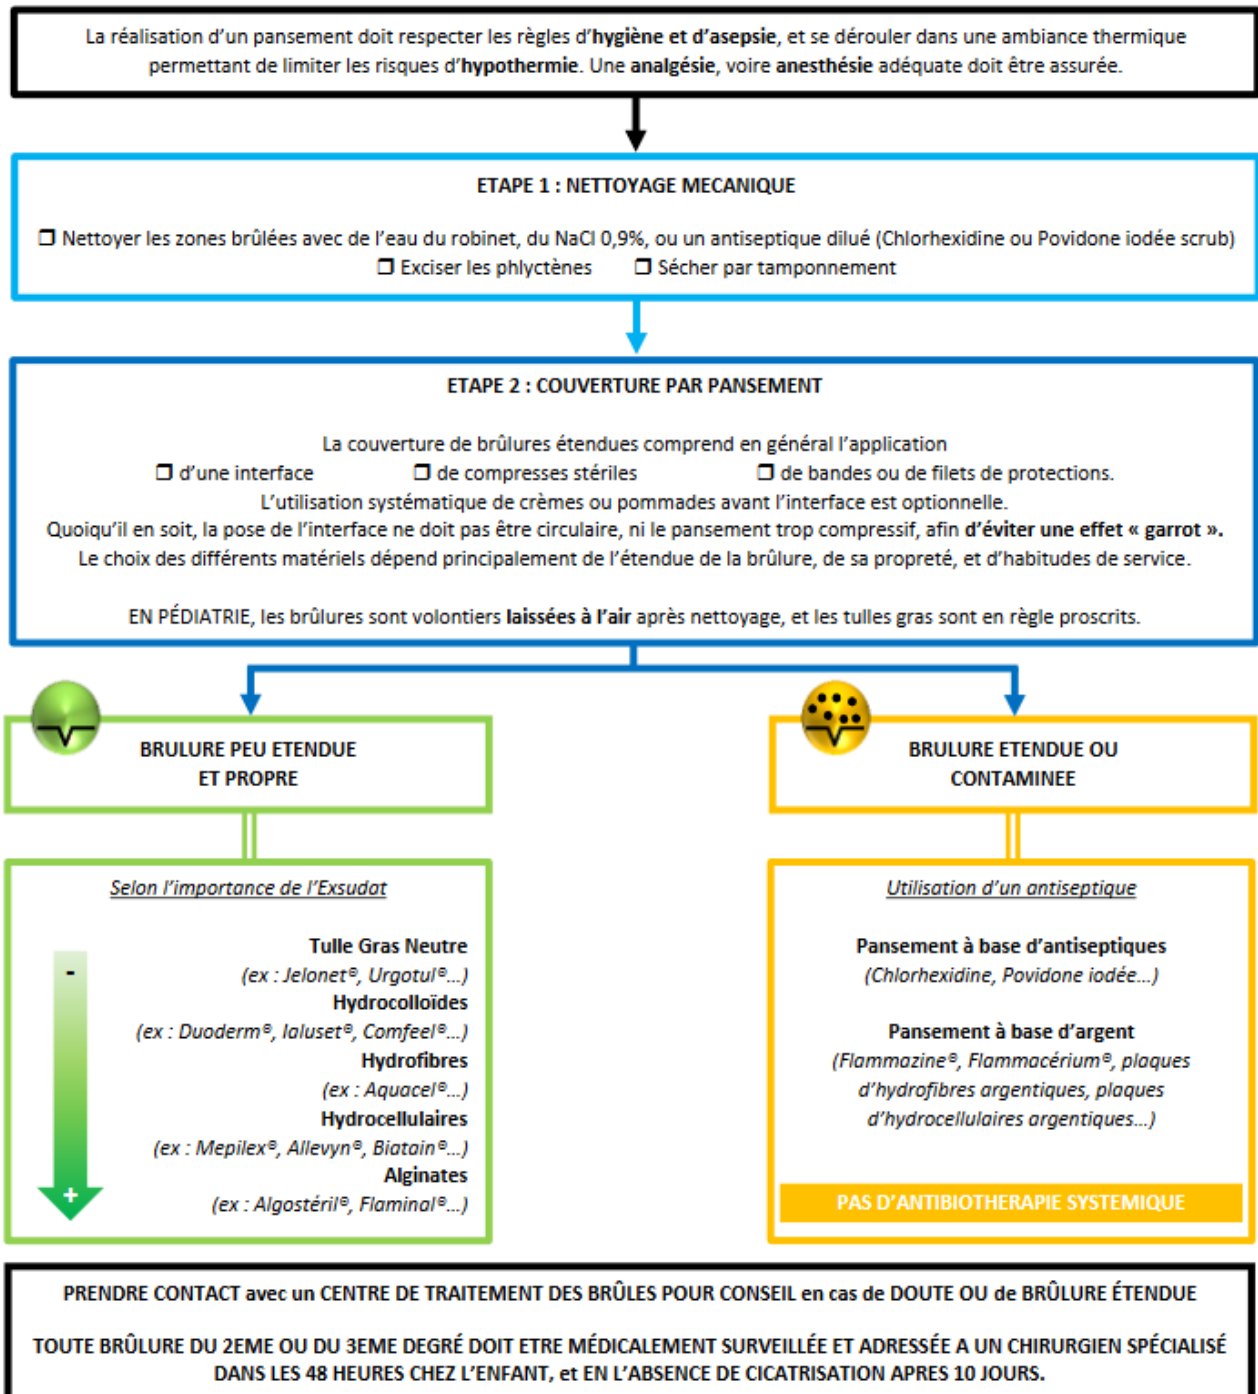 La réalisation d’un pansement doit respecter les règles d’hygiène et d’asepsie, et se dérouler dans une ambiance thermique
permettant de limiter les risques d’hypothermie. Une analgésie, voire anesthésie adéquate doit être assurée.
ETAPE 1 : NETTOYAGE MECANIQUE
❒ Nettoyer les zones brûlées avec de l’eau du robinet, du NaCl 0,9%, ou un antiseptique dilué (Chlorhexidine ou Povidone iodée scrub)
❒ Exciser les phlyctènes ❒ Sécher par tamponnement
ETAPE 2 : COUVERTURE PAR PANSEMENT
La couverture de brûlures étendues comprend en général l’application
❒ d’une interface ❒ de compresses stériles ❒ de bandes ou de filets de protections.
L’utilisation systématique de crèmes ou pommades avant l’interface est optionnelle.
Quoiqu’il en soit, la pose de l’interface ne doit pas être circulaire, ni le pansement trop compressif, afin d’éviter une effet « garrot ».
Le choix des différents matériels dépend principalement de l’étendue de la brûlure, de sa propreté, et d’habitudes de service.
EN PÉDIATRIE, les brûlures sont volontiers laissées à l’air après nettoyage, et les tulles gras sont en règle proscrits.
BRULURE PEU ETENDUE
ET PROPRE
Selon l’importance de l’Exsudat
-
Tulle Gras Neutre
(ex : Jelonet®, Urgotul®...)
Hydrocolloïdes
(ex : Duoderm®, Ialuset®, Comfeel®...)
Hydrofibres
(ex : Aquacel®...)
Hydrocellulaires
(ex : Mepilex®, Allevyn®, Biatain®...)
Alginates
(ex : Algostéril®, Flaminal®...)
+
BRULURE ETENDUE OU
CONTAMINEE
Utilisation d’un antiseptique
Pansement à base d’antiseptiques
(Chlorhexidine, Povidone iodée...)
Pansement à base d’argent
(Flammazine®, Flammacérium®, plaques
d’hydrofibres argentiques, plaques
d’hydrocellulaires argentiques...)
PAS D’ANTIBIOTHERAPIE SYSTEMIQUE
PRENDRE CONTACT avec un CENTRE DE TRAITEMENT DES BRÛLES POUR CONSEIL en cas de DOUTE OU de BRÛLURE ÉTENDUE
TOUTE BRÛLURE DU 2EME OU DU 3EME DEGRÉ DOIT ETRE MÉDICALEMENT SURVEILLÉE ET ADRESSÉE A UN CHIRURGIEN SPÉCIALISÉ
DANS LES 48 HEURES CHEZ L’ENFANT, et EN L’ABSENCE DE CICATRISATION APRES 10 JOURS.